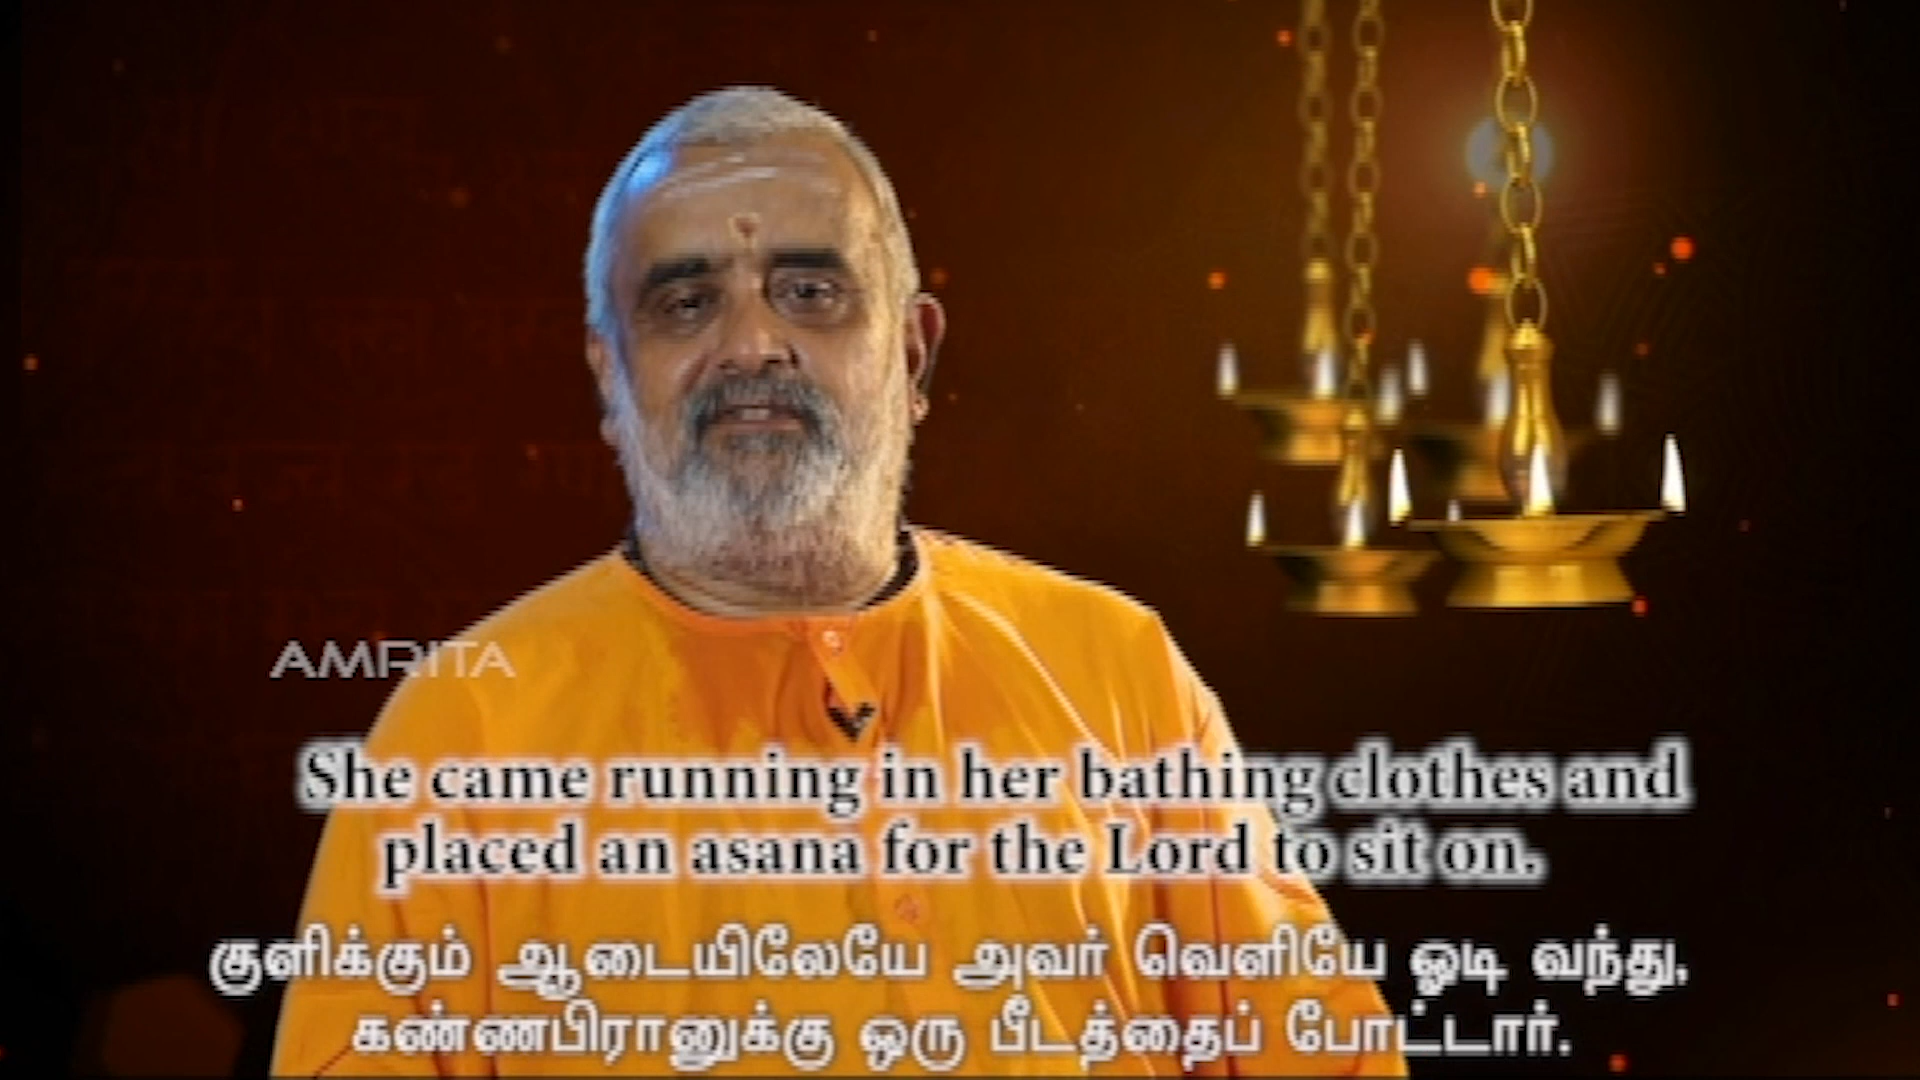 AMRITA
She came running in her bathing clothes and
placed an asana for the Lord to sit on.
குளிக்கும் ஆடையிலேயே அவர் வெளியே ஓடி வந்து,
கண்ணபிரானுக்கு ஒரு பீடத்தைப் போட்டார்.